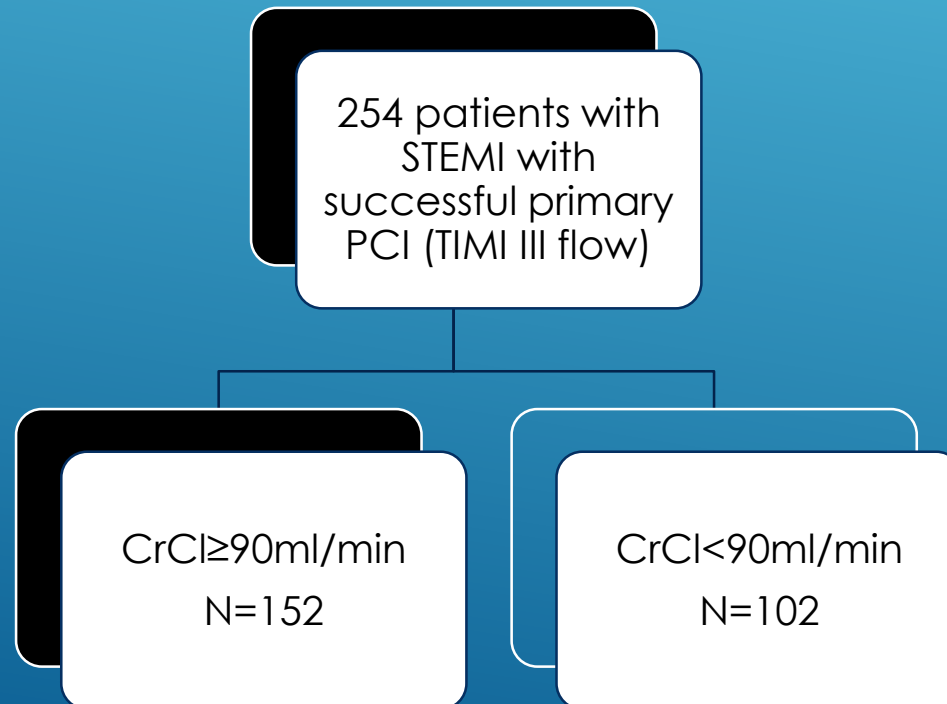 254 patients with
STEMI with
successful primary
PCI (TIMI III flow)
CrCl≥90ml/min
N=152
CrCl<90ml/min
N=102